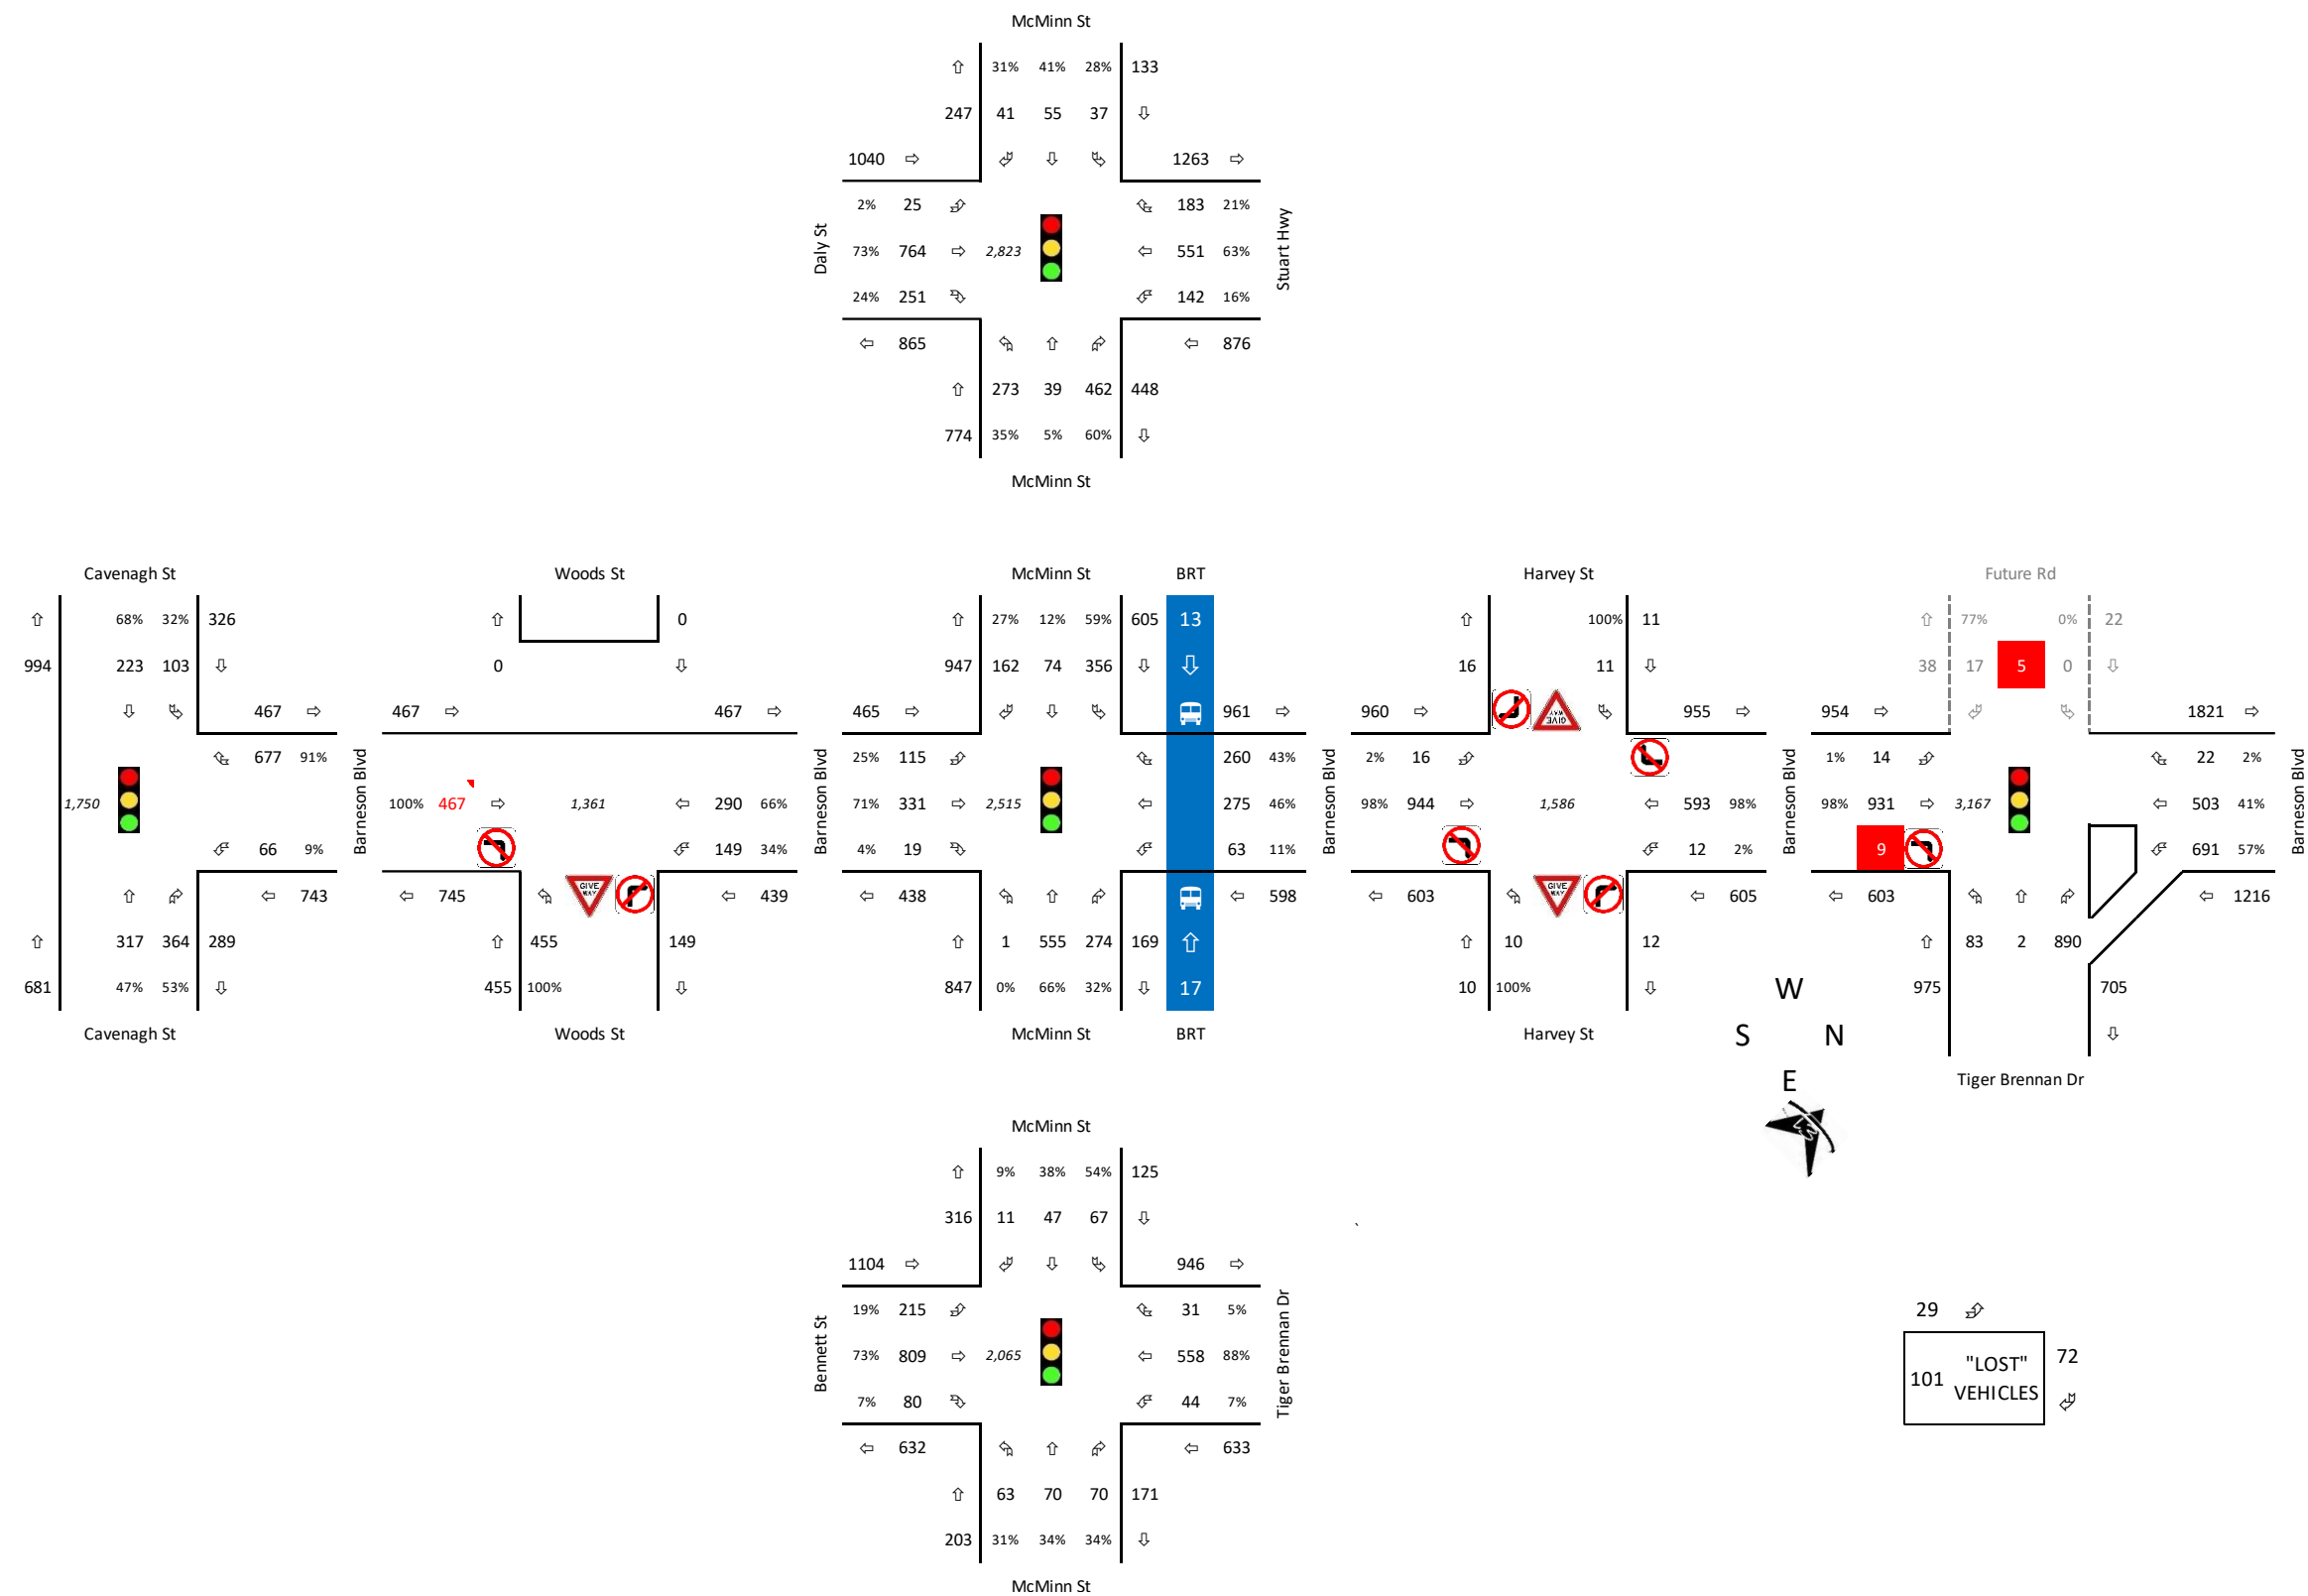 McMinn St
31% 41% 28% 133
247 41 55 37
1040 1263
2% 25 183 21%
Daly St 73% 764 2,823 551 63% Stuart Hwy
24% 251 142 16%
865 876
273 39 462 448
774 35% 5% 60%
McMinn St
Cavenagh St Woods St McMinn St BRT Harvey St Future Rd
68% 32% 326 0 27% 12% 59% 605 13 100% 11 77% 0% 22
994 223 103 0 947 162 74 356 16 11 38 17 5 0
467 467 467 465 961 960 GIVE WAY 955 954 1821
677 91% 25% 115 260 43% 2% 16 1% 14 22 2%
1,750 Barneson Blvd 100% 467 1,361 290 66% Barneson Blvd 71% 331 2,515 275 46% Barneson Blvd 98% 944 1,586 593 98% Barneson Blvd 98% 931 3,167 503 41% Barneson Blvd
66 9% 149 34% 4% 19 63 11% 12 2% 9 691 57%
743 745 GIVE WAY 439 438 598 603 GIVE WAY 605 603 1216
317 364 289 455 149 1 555 274 169 10 12 83 2 890
681 47% 53% 455 100% 847 0% 66% 32% 17 10 100% W 975 705
Cavenagh St Woods St McMinn St BRT Harvey St S N
E Tiger Brennan Dr
McMinn St
9% 38% 54% 125
316 11 47 67 `
1104 946
19% 215 31 5%
Bennett St 73% 809 2,065 558 88% Tiger Brennan Dr
7% 80 44 7%
632 633
63 70 70 171
203 31% 34% 34%
McMinn St
29
101 "LOST" 72
VEHICLES